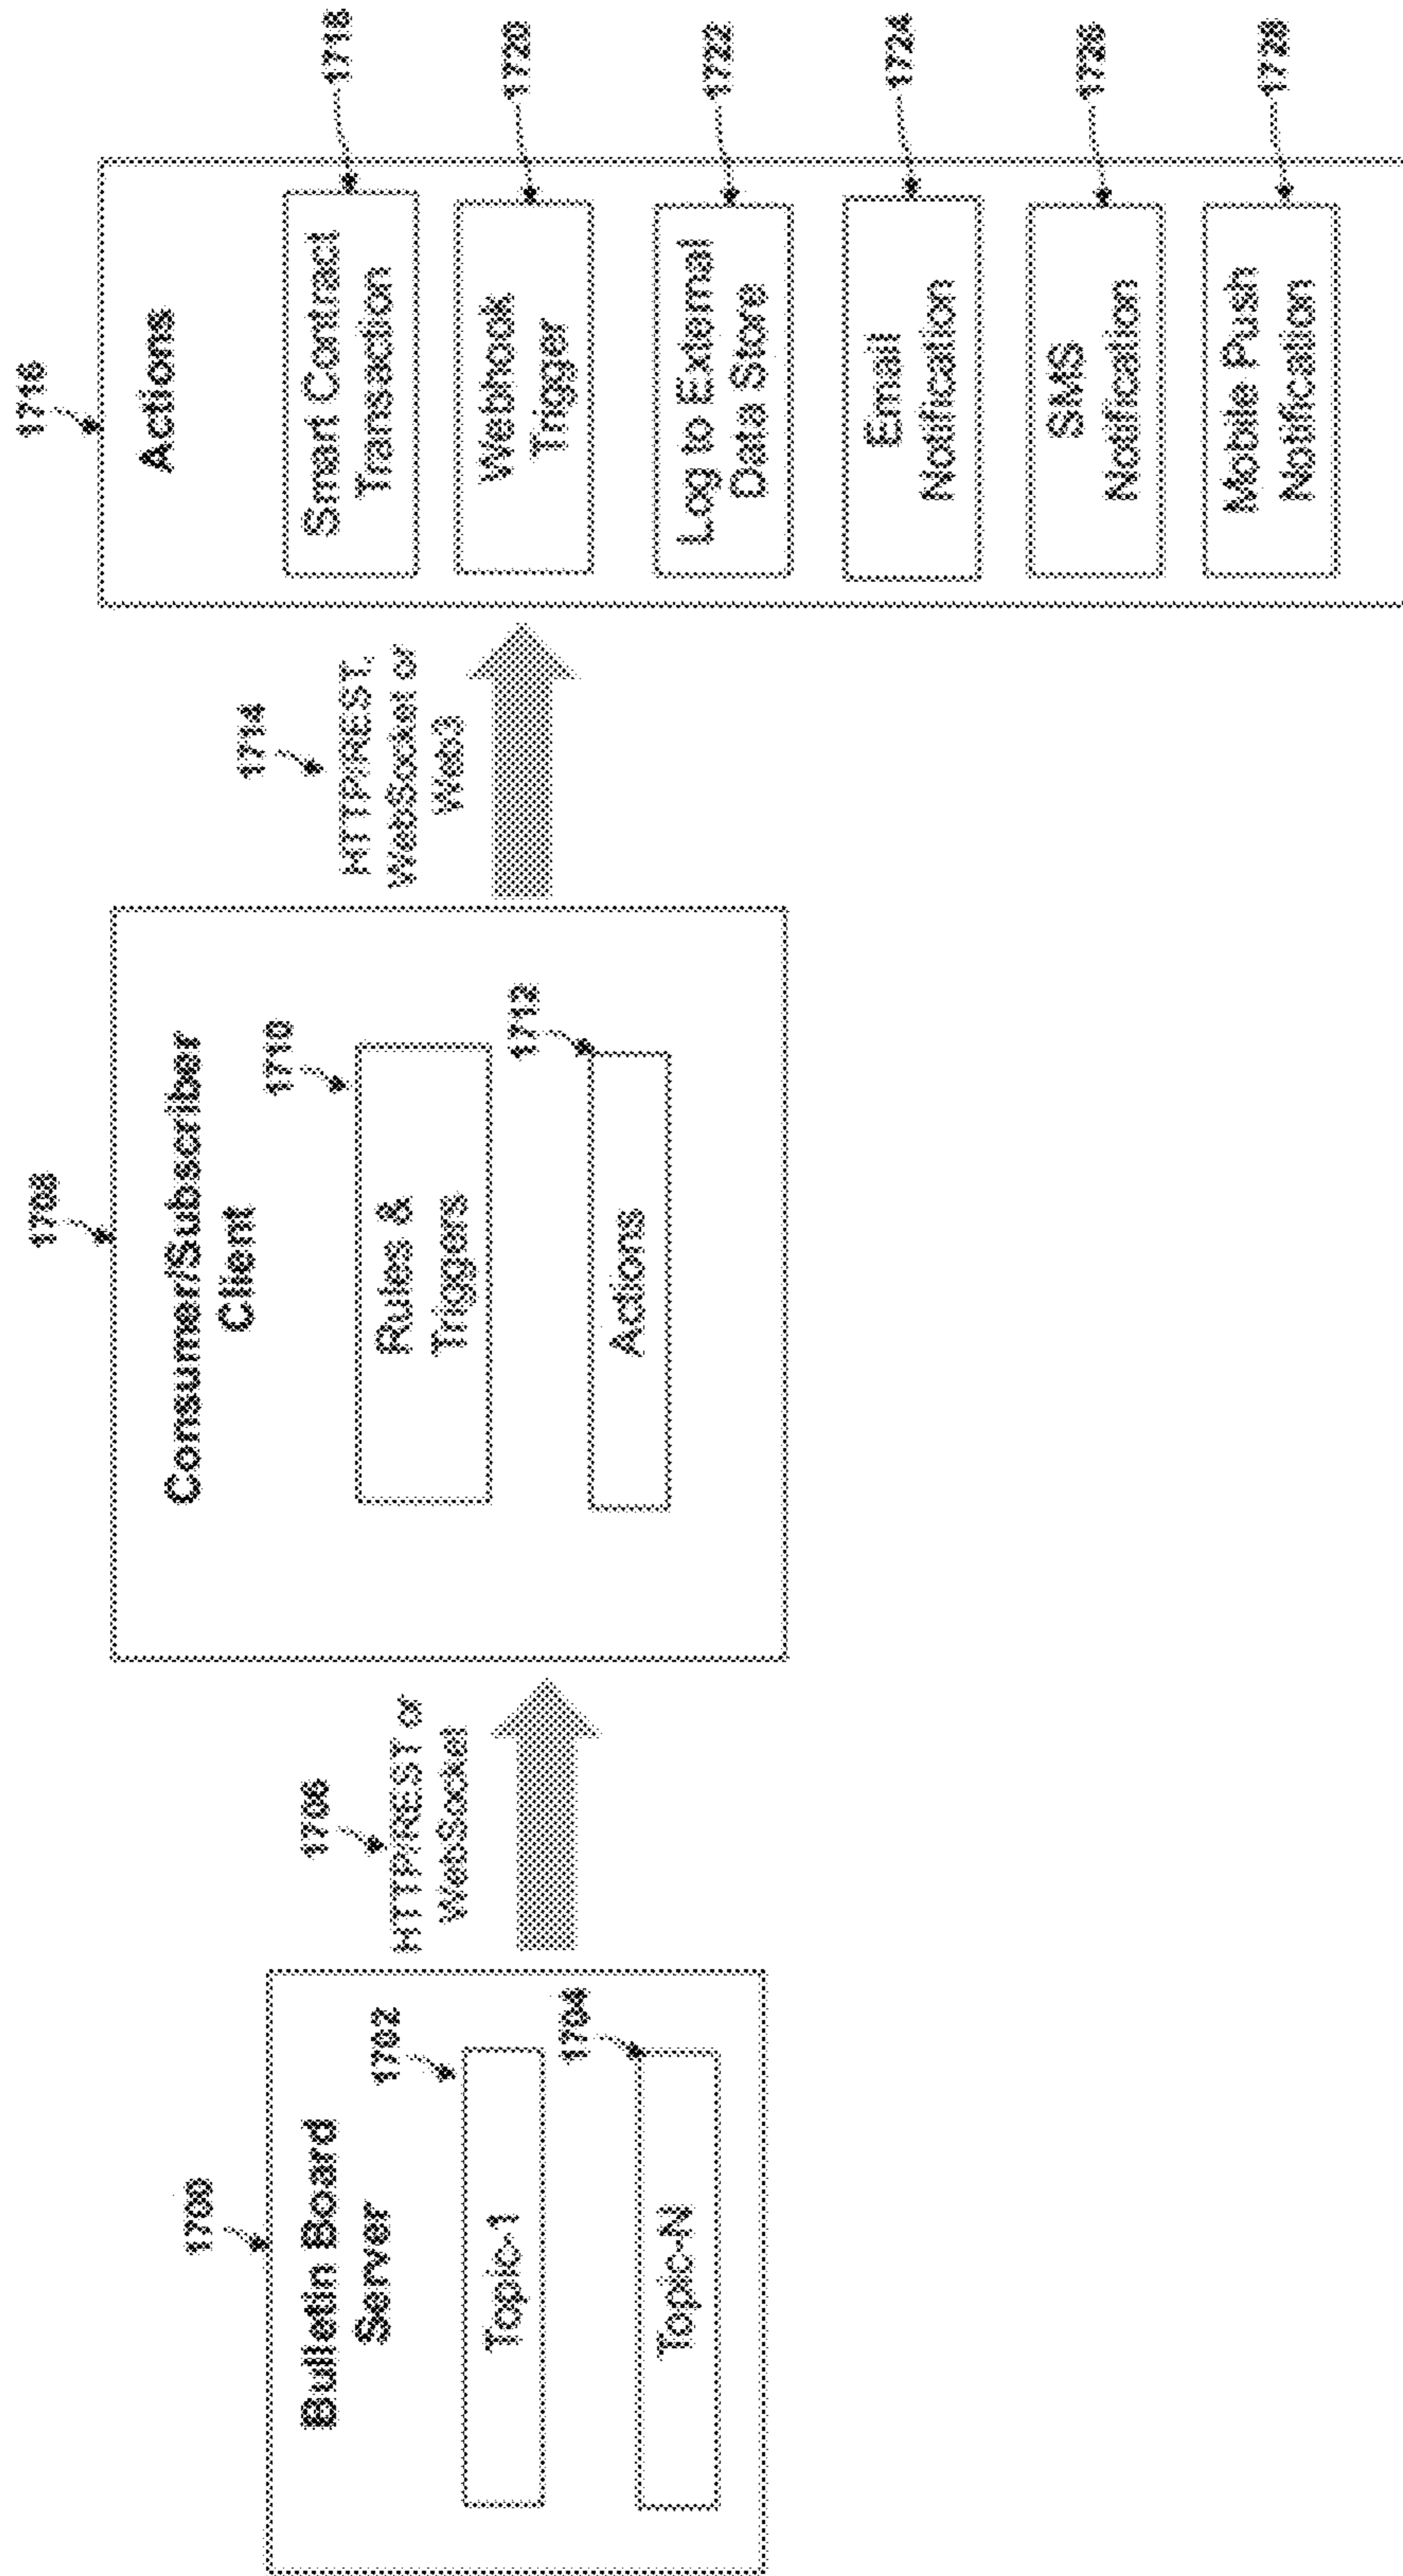 1700
Bulletin Board
Server
1702
Topic-1
1704
Topic-N
1706
HTTP/REST or
WebSocket
1708
Consumer/Subscriber
Client
1710
Rules &
Triggers
1712
Actions
1714
HTTP/REST,
WebSocket or
Web3
1716
Actions
Smart Contract
Transaction
1718
Webhook
Trigger
1720
Log to External
Data Store
1722
Email
Notification
1724
SMS
Notification
1726
Mobile Push
Notification
1728